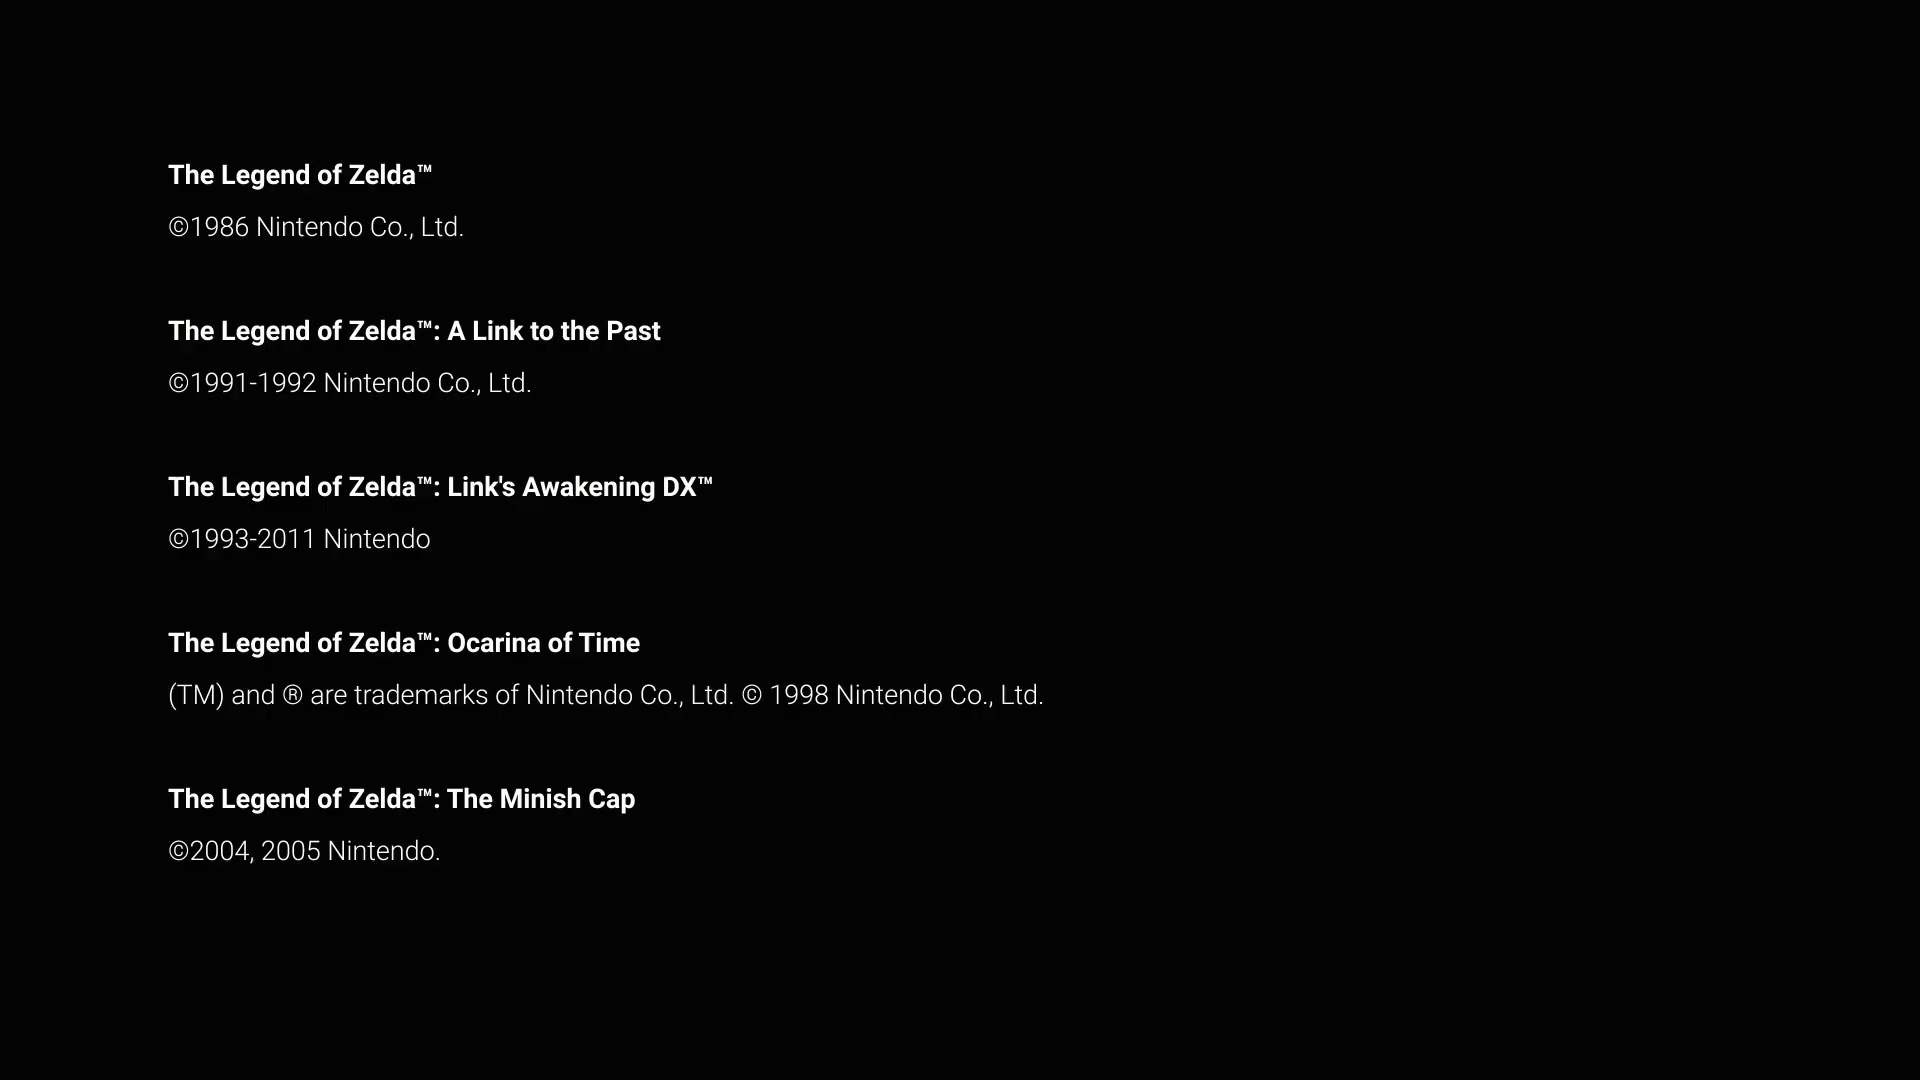 The Legend of Zelda™
©1986 Nintendo Co., Ltd.
The Legend of Zelda™: A Link to the Past
©1991-1992 Nintendo Co., Ltd.
The Legend of Zelda™: Link's Awakening DX™
©1993-2011 Nintendo
The Legend of Zelda™: Ocarina of Time
(TM) and ® are trademarks of Nintendo Co., Ltd. © 1998 Nintendo Co., Ltd.
The Legend of Zelda™: The Minish Cap
©2004, 2005 Nintendo.